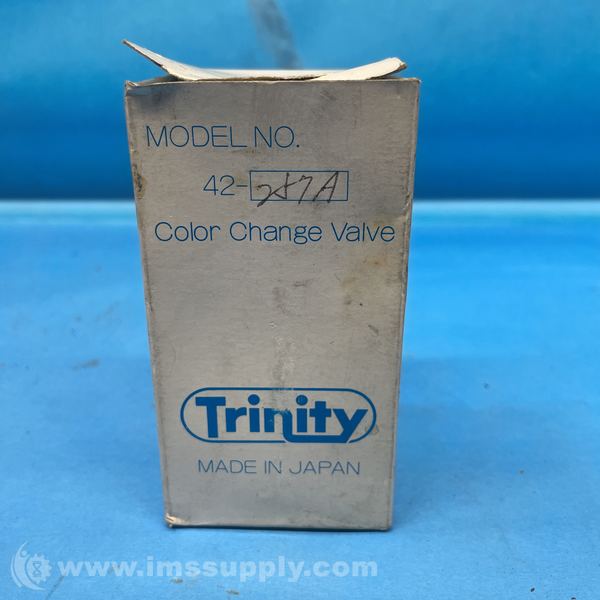 MODEL NO.
42-287A
Color Change Valve
Trinity
MADE IN JAPAN
www.imssupply.com